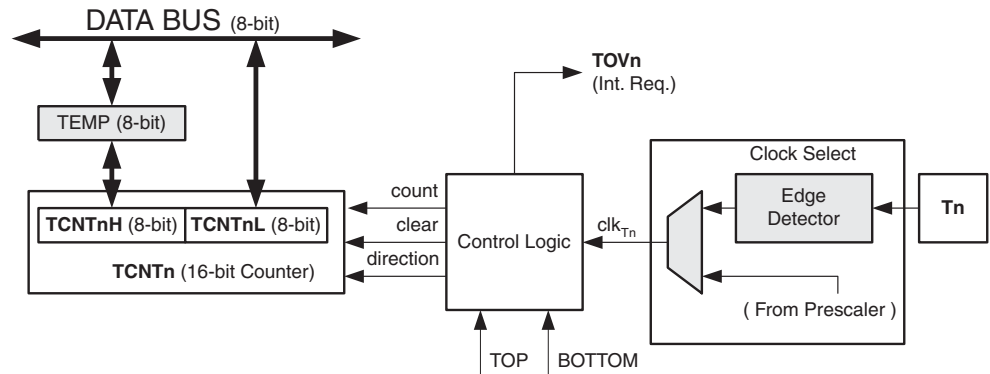 DATA BUS (8-bit)
TOVn
(Int. Req.)
TEMP (8-bit)
Clock Select
count
Edge
Detector
Tn
TCNTnH (8-bit) TCNTnL (8-bit)
clear
Control Logic
clkTn
TCNTn (16-bit Counter)
direction
( From Prescaler )
TOP
BOTTOM